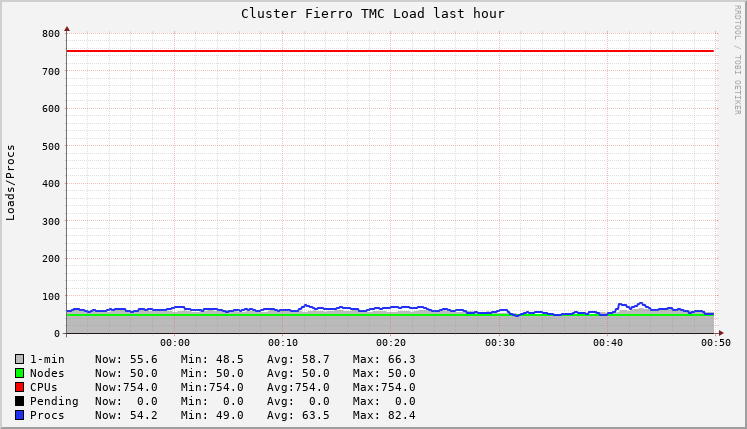 Cluster Fierro TMC Load last hour
RRDTOOL / TOBI OETIKER
Loads/Procs
800
700
600
500
400
300
200
100
0
00:00 00:10 00:20 00:30 00:40 00:50
1-min Now: 55.6 Min: 48.5 Avg: 58.7 Max: 66.3
Nodes Now: 50.0 Min: 50.0 Avg: 50.0 Max: 50.0
CPUs Now:754.0 Min:754.0 Avg:754.0 Max:754.0
Pending Now: 0.0 Min: 0.0 Avg: 0.0 Max: 0.0
Procs Now: 54.2 Min: 49.0 Avg: 63.5 Max: 82.4